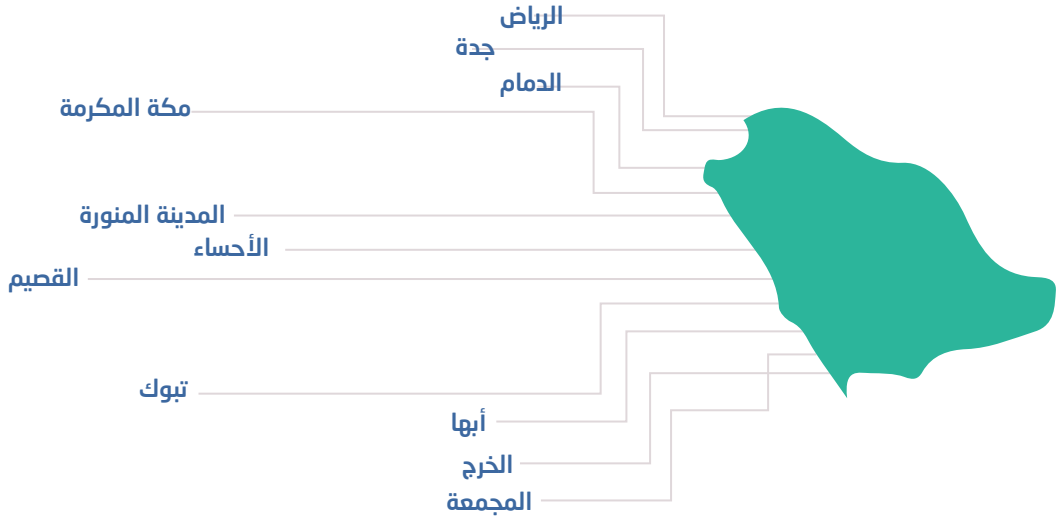 الرياض
جدة
الدمام
مكة المكرمة
المدينة المنورة
الأحساء
القصيم
تبوك
أبها
الخرج
المجمعة